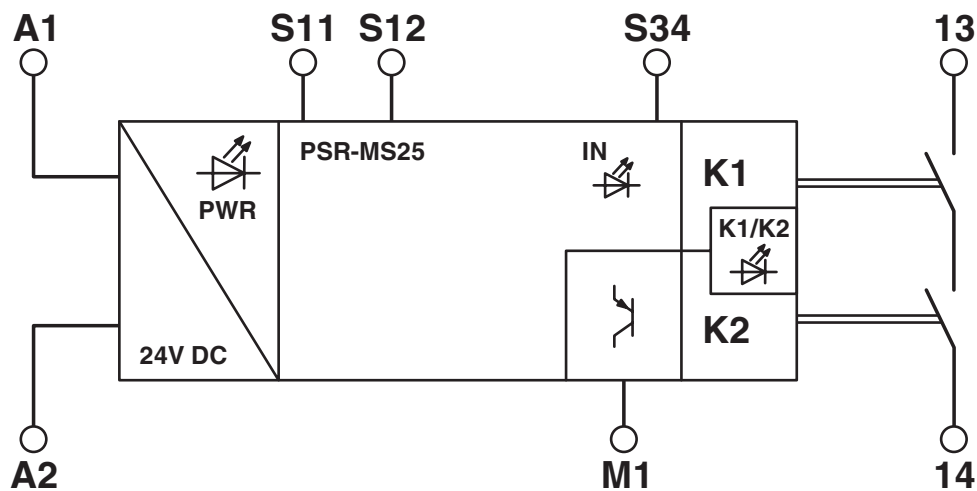 A1 S11 S12 S34 13
PSR-MS25 IN
K1
PWR
K1/K2
K2
24V DC
A2 M1 14